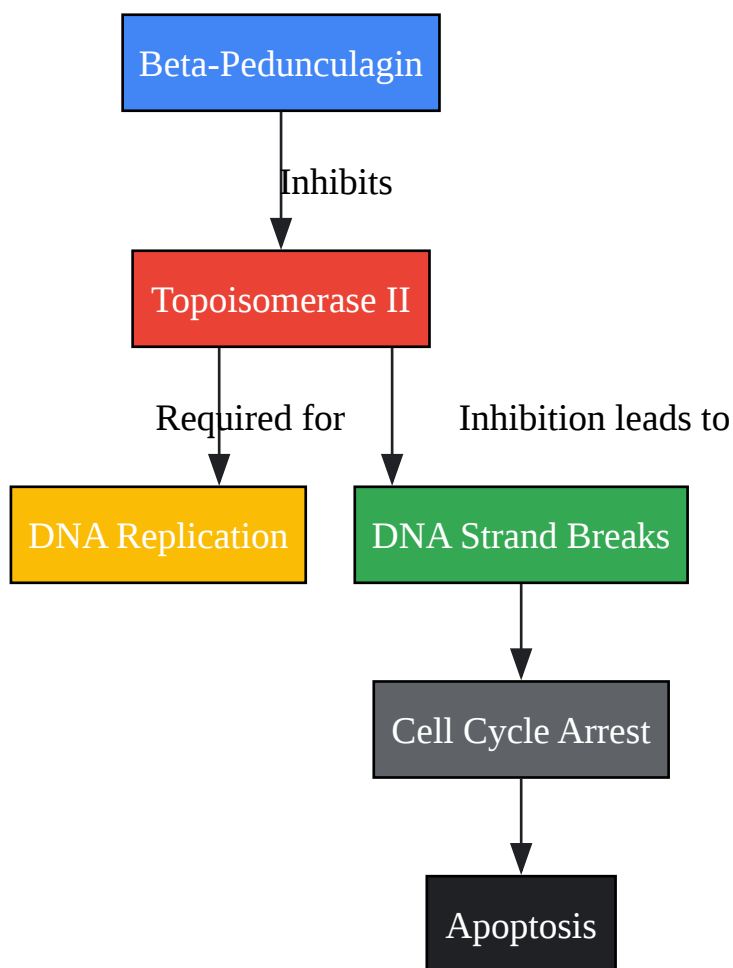 Beta-Pedunculagin
Inhibits
Topoisomerase II
Required for
Inhibition leads to
DNA Replication
DNA Strand Breaks
Cell Cycle Arrest
Apoptosis